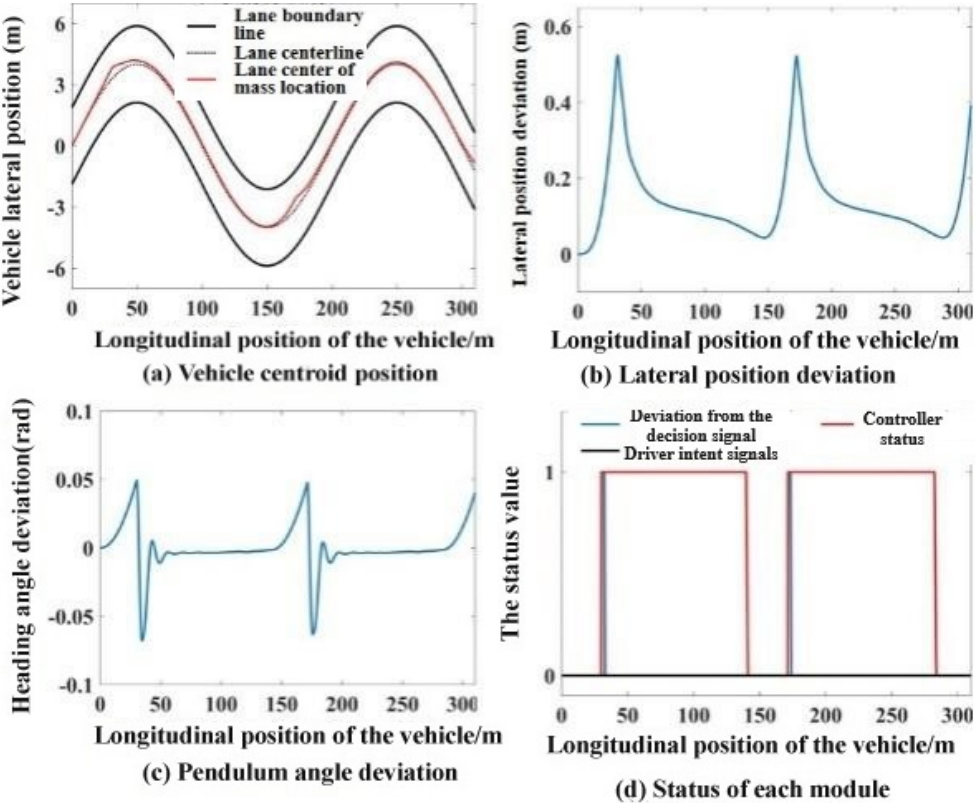 Vehicle lateral position (m)
6
3
0
-3
-6
Lane boundary
line
Lane centerline
Lane center of
mass location
0 50 100 150 200 250 300
Longitudinal position of the vehicle/m
(a) Vehicle centroid position
Lateral position deviation (m)
0.6
0.4
0.2
0
0 50 100 150 200 250 300
Longitudinal position of the vehicle/m
(b) Lateral position deviation
Heading angle deviation(rad)
0.1
0.05
0
-0.05
-0.1
0 50 100 150 200 250 300
Longitudinal position of the vehicle/m
(c) Pendulum angle deviation
The status value
Deviation from the
decision signal
Driver intent signals
Controller
status
1
0
0 50 100 150 200 250 300
Longitudinal position of the vehicle/m
(d) Status of each module